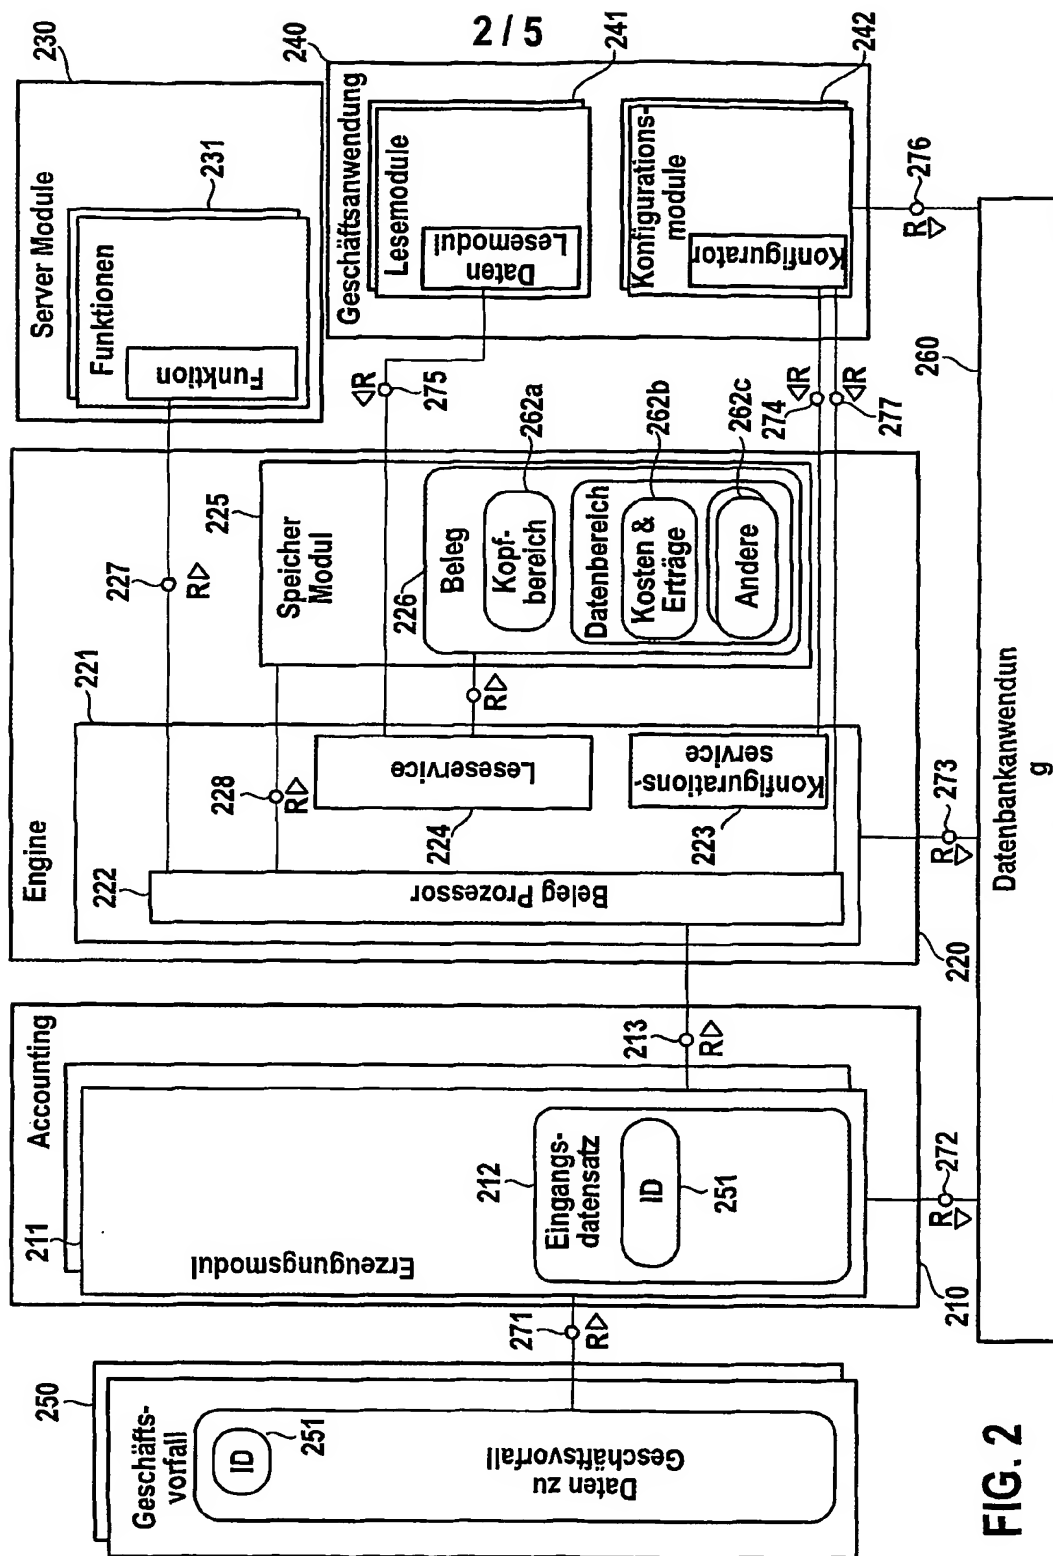 2 / 5
250
Geschäfts-
vorfall
ID
251
Daten zu
Geschäftsvorfall
271
R▷
Accounting
210
211
Erzeugungsmodul
212
Eingangs-
datensatz
ID
251
272
R▷
213
R▷
Engine
220
221
222
Beleg Prozessor
228
R▷
224
Leseservice
223
Konfigurations-
service
273
R▷
227
R▷
225
Speicher
Modul
R▷
226
Beleg
Kopf-
bereich
262a
Datenbereich
Kosten &
Erträge
262b
Andere
262c
Server Module
230
Funktionen
231
Funktion
Geschäftsanwendung
240
Lesemodule
241
Daten
Lesemodul
◁R
275
Konfigurations-
module
242
Konfigurator
◁R
274
◁R
277
276
R▷
260
Datenbankanwendun
g
FIG. 2